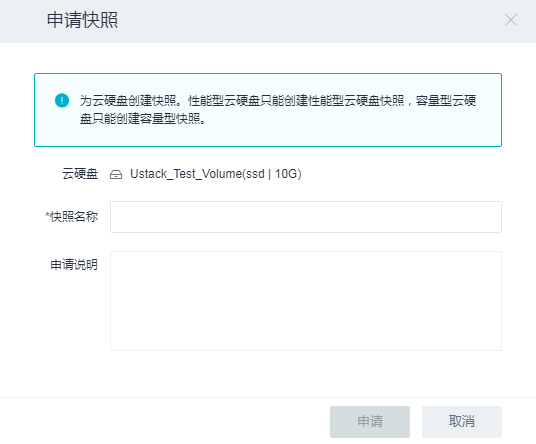 申请快照
为云硬盘创建快照。性能型云硬盘只能创建性能型云硬盘快照，容量型云硬
盘只能创建容量型快照。
云硬盘 Ustack_Test_Volume(ssd | 10G)
*快照名称
申请说明
申请 取消